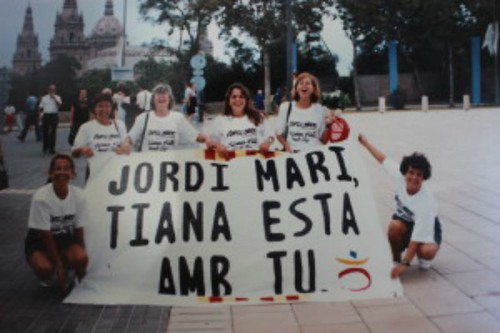 JORDI MARI,
TIANA ESTA
AMB TU.